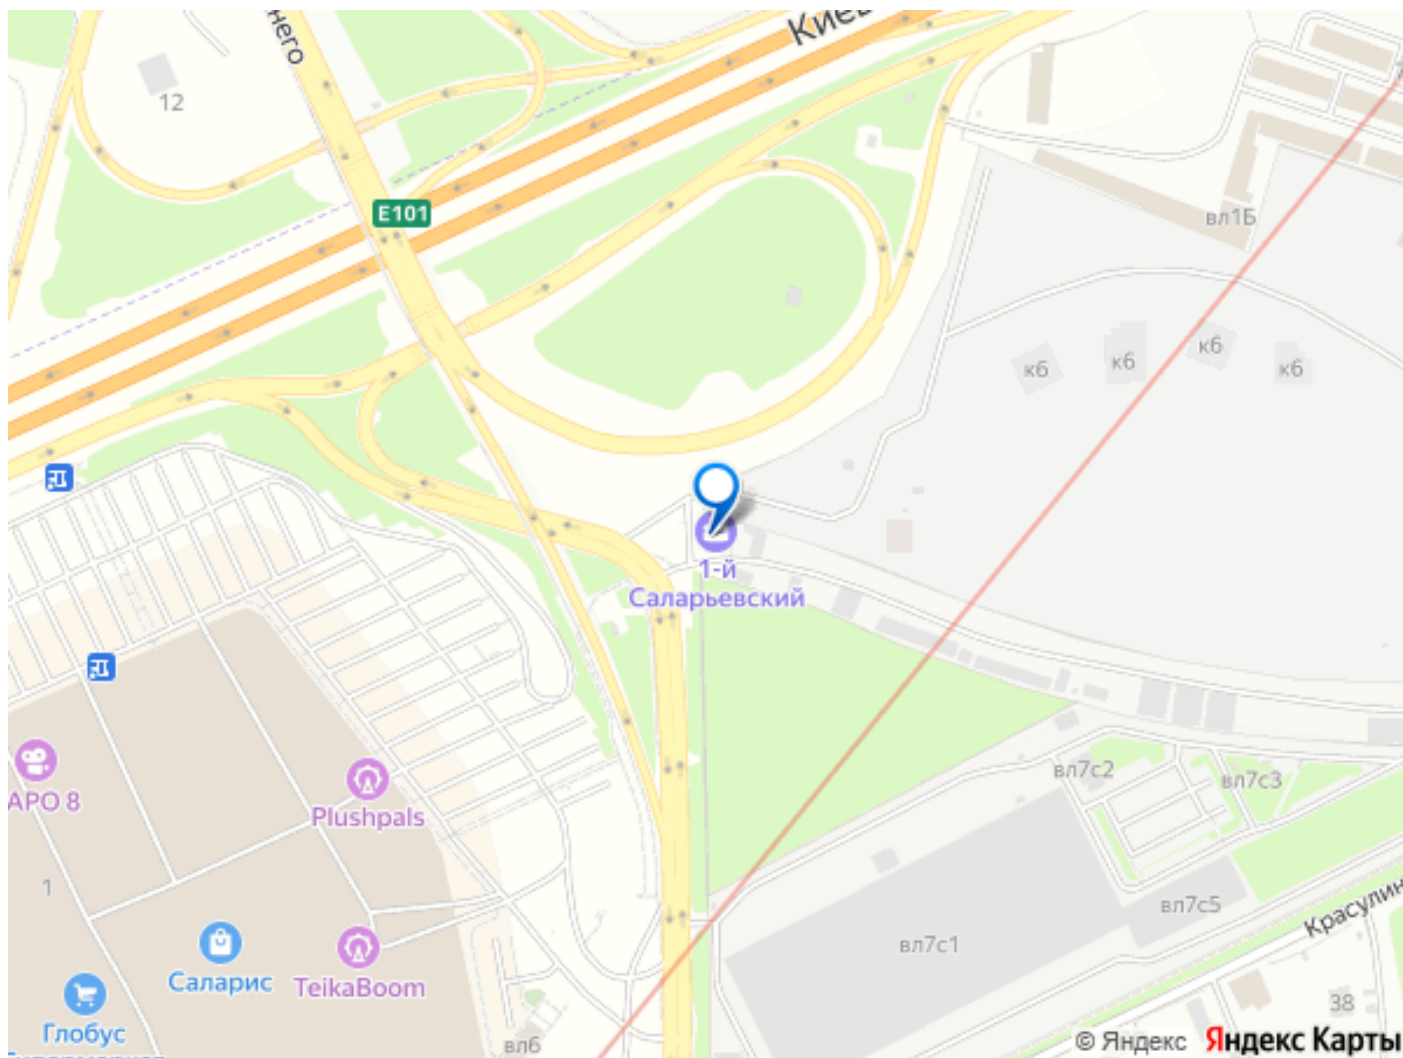 Киев
него
12
E101
вл1Б
к6
к6
к6
к6
1-й
Саларьевский
АРО 8
Plushpals
вл7с2
вл7с3
1
вл7с5
Красулин
вл7с1
Саларис
TeikaBoom
38
Глобус
вл6
© Яндекс
Яндекс Карты